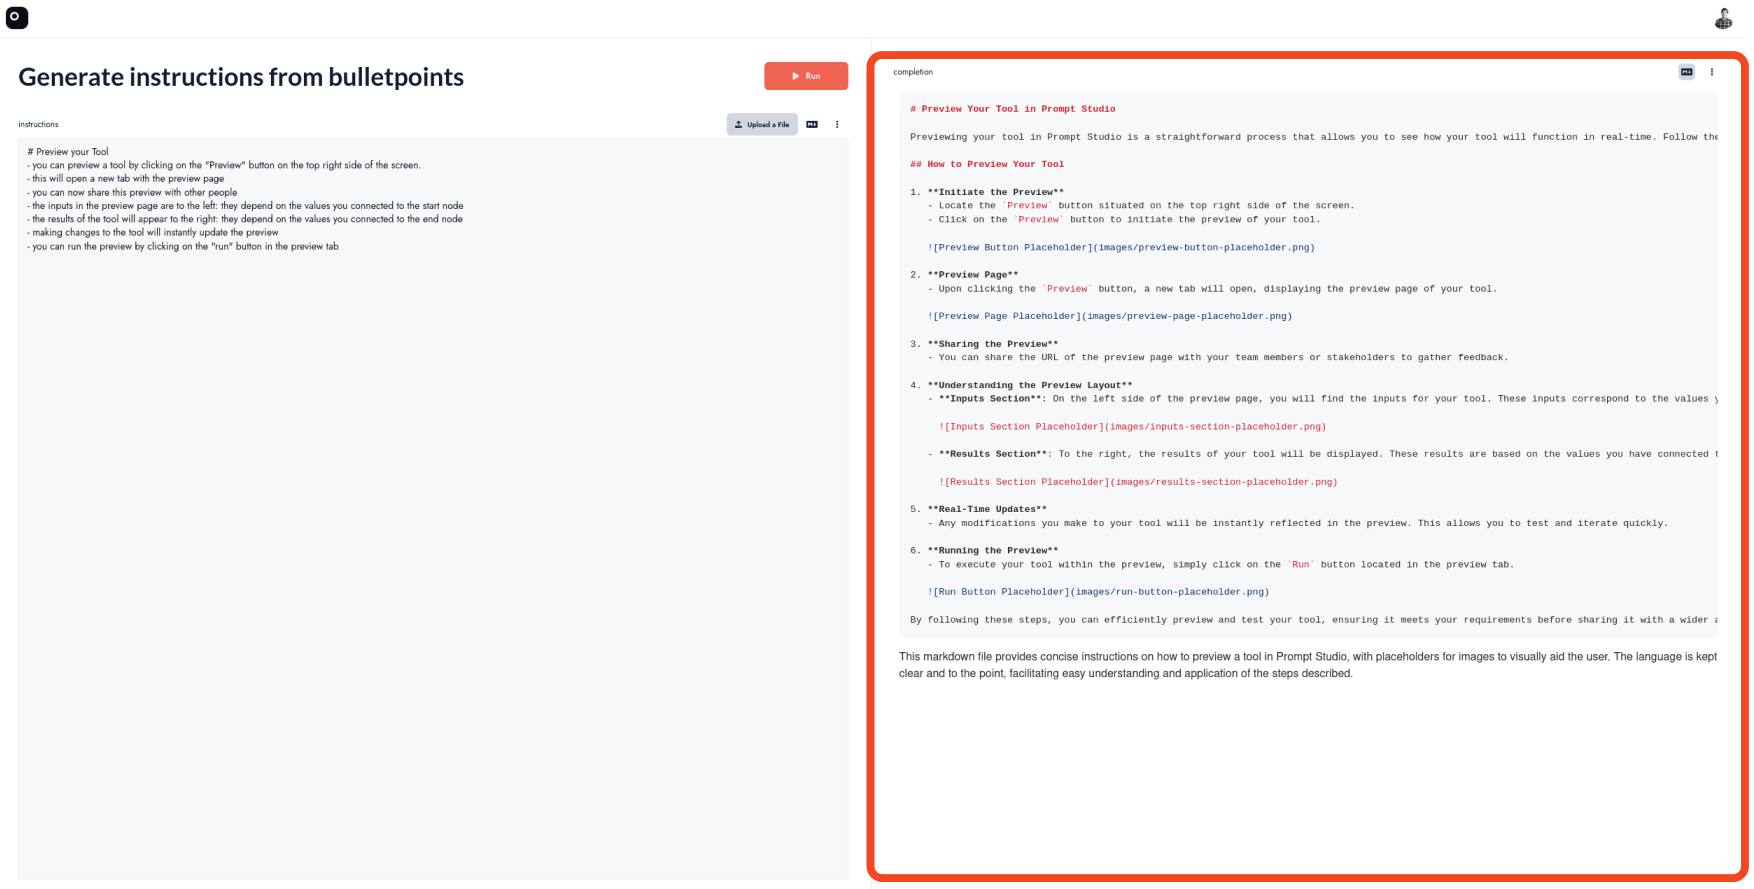 Generate instructions from bulletpoints
Run
instructions
Upload a File
# Preview your Tool
- you can preview a tool by clicking on the "Preview" button on the top right side of the screen.
- this will open a new tab with the preview page
- you can now share this preview with other people
- the inputs in the preview page are to the left: they depend on the values you connected to the start node
- the results of the tool will appear to the right: they depend on the values you connected to the end node
- making changes to the tool will instantly update the preview
- you can run the preview by clicking on the "run" button in the preview tab
completion
# Preview Your Tool in Prompt Studio
Previewing your tool in Prompt Studio is a straightforward process that allows you to see how your tool will function in real-time. Follow the
## How to Preview Your Tool
1. **Initiate the Preview**
- Locate the `Preview` button situated on the top right side of the screen.
- Click on the `Preview` button to initiate the preview of your tool.
![Preview Button Placeholder](images/preview-button-placeholder.png)
2. **Preview Page**
- Upon clicking the `Preview` button, a new tab will open, displaying the preview page of your tool.
![Preview Page Placeholder](images/preview-page-placeholder.png)
3. **Sharing the Preview**
- You can share the URL of the preview page with your team members or stakeholders to gather feedback.
4. **Understanding the Preview Layout**
- **Inputs Section**: On the left side of the preview page, you will find the inputs for your tool. These inputs correspond to the values
![Inputs Section Placeholder](images/inputs-section-placeholder.png)
- **Results Section**: To the right, the results of your tool will be displayed. These results are based on the values you have connected
![Results Section Placeholder](images/results-section-placeholder.png)
5. **Real-Time Updates**
- Any modifications you make to your tool will be instantly reflected in the preview. This allows you to test and iterate quickly.
6. **Running the Preview**
- To execute your tool within the preview, simply click on the `Run` button located in the preview tab.
![Run Button Placeholder](images/run-button-placeholder.png)
By following these steps, you can efficiently preview and test your tool, ensuring it meets your requirements before sharing it with a wider
This markdown file provides concise instructions on how to preview a tool in Prompt Studio, with placeholders for images to visually aid the user. The language is kept
clear and to the point, facilitating easy understanding and application of the steps described.